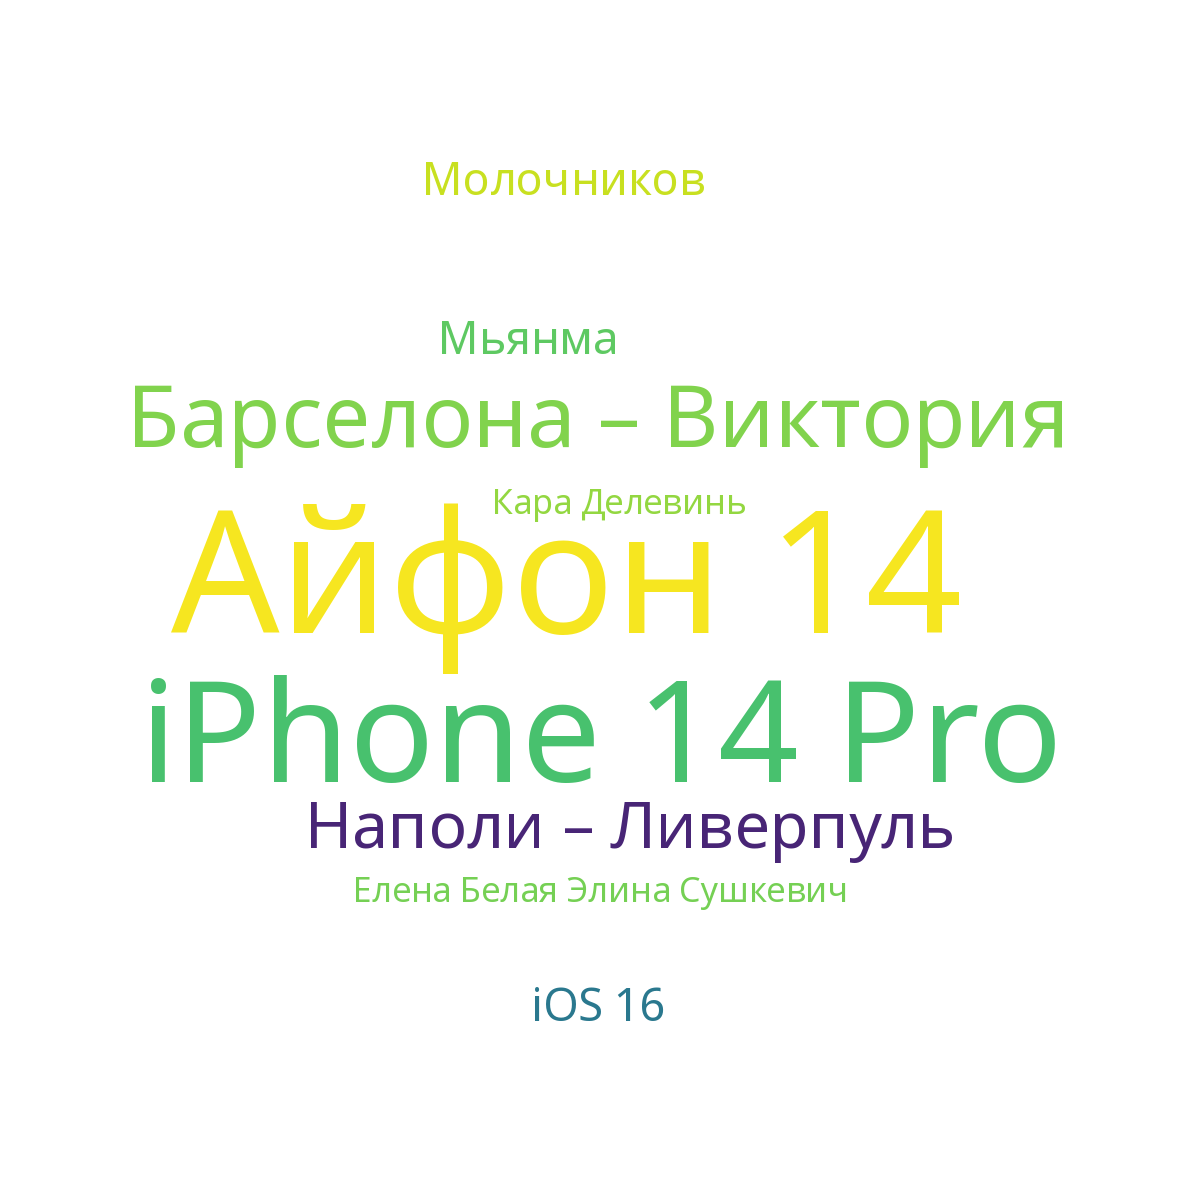 Молочников
Мьянма
Барселона – Виктория
Кара Делевинь
Айфон 14
iPhone 14 Pro
Наполи – Ливерпуль
Елена Белая Элина Сушкевич
iOS 16